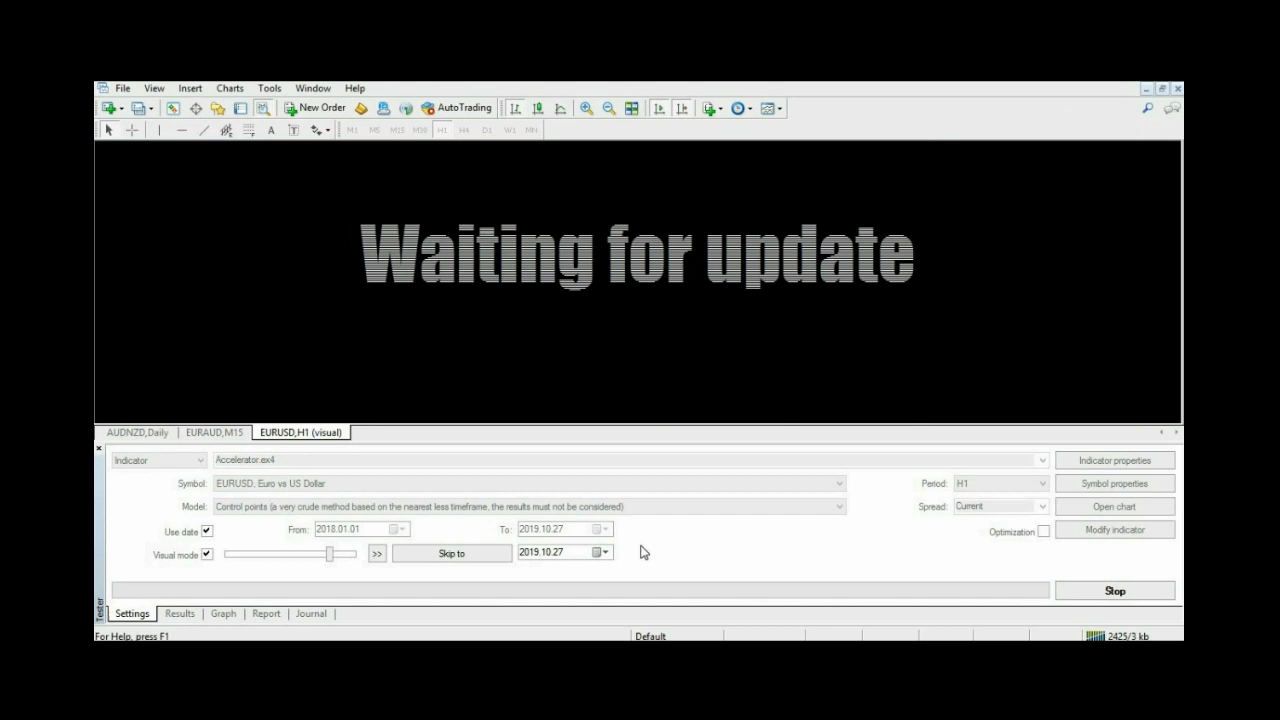 File View Insert Charts Tools Window Help
New Order AutoTrading
A T M1 M5 M15 M30 H1 H4 D1 W1 MN
Waiting for update
AUDNZD,Daily EURAUD,M15 EURUSD,H1 (visual)
Indicator Accelerator.ex4 Indicator properties
Symbol: EURUSD, Euro vs US Dollar Period: H1 Symbol properties
Model: Control points (a very crude method based on the nearest less timeframe, the results must not be considered) Spread: Current Open chart
Use date From: 2018.01.01 To: 2019.10.27 Optimization Modify indicator
Visual mode >> Skip to 2019.10.27
Stop
Tester
Settings Results Graph Report Journal
For Help, press F1 Default 2425/3 kb